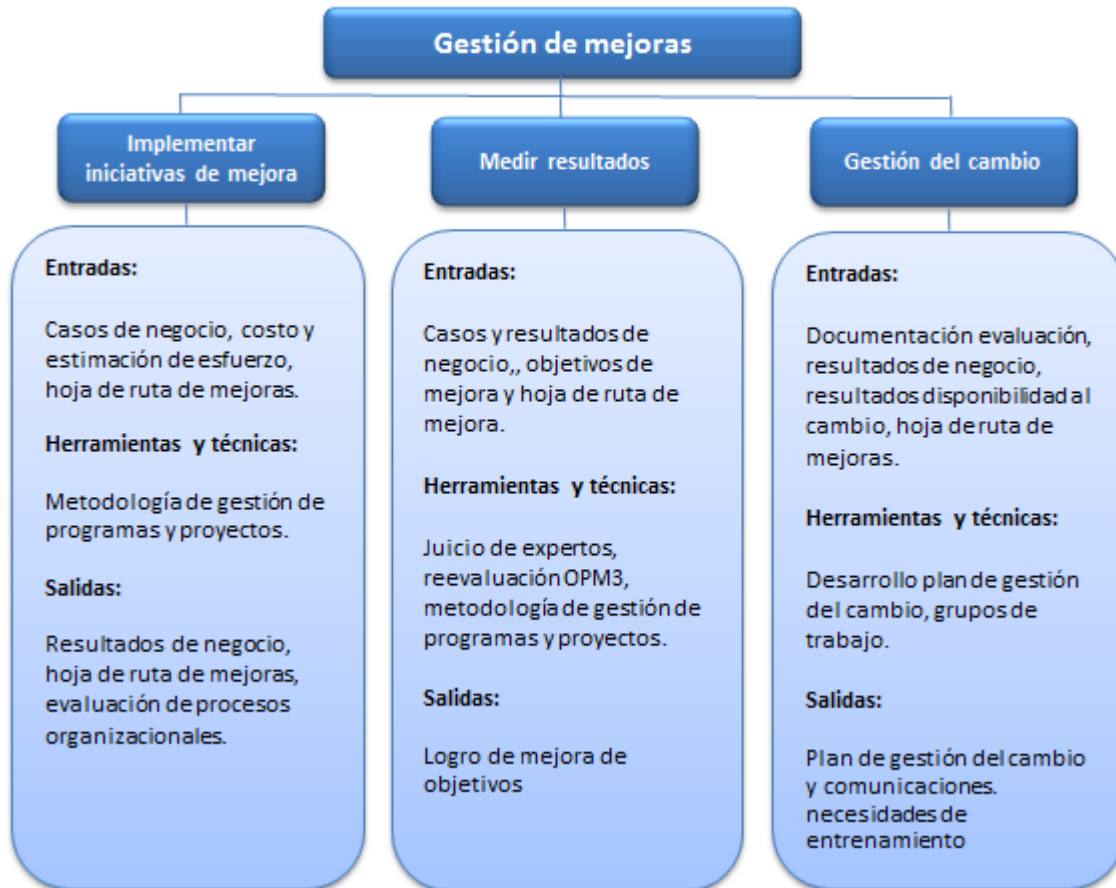 Gestión de mejoras
Implementar
iniciativas de mejora
Entradas:
Casos de negocio, costo y
estimación de esfuerzo,
hoja de ruta de mejoras.
Herramientas y técnicas:
Metodología de gestión de
programas y proyectos.
Salidas:
Resultados de negocio,
hoja de ruta de mejoras,
evaluación de procesos
organizacionales.
Medir resultados
Entradas:
Casos y resultados de
negocio,, objetivos de
mejora y hoja de ruta de
mejora.
Herramientas y técnicas:
Juicio de expertos,
reevaluación OPM3,
metodología de gestión de
programas y proyectos.
Salidas:
Logro de mejora de
objetivos
Gestión del cambio
Entradas:
Documentación evaluación,
resultados de negocio,
resultados disponibilidad al
cambio, hoja de ruta de
mejoras.
Herramientas y técnicas:
Desarrollo plan de gestión
del cambio, grupos de
trabajo.
Salidas:
Plan de gestión del cambio
y comunicaciones.
necesidades de
entrenamiento